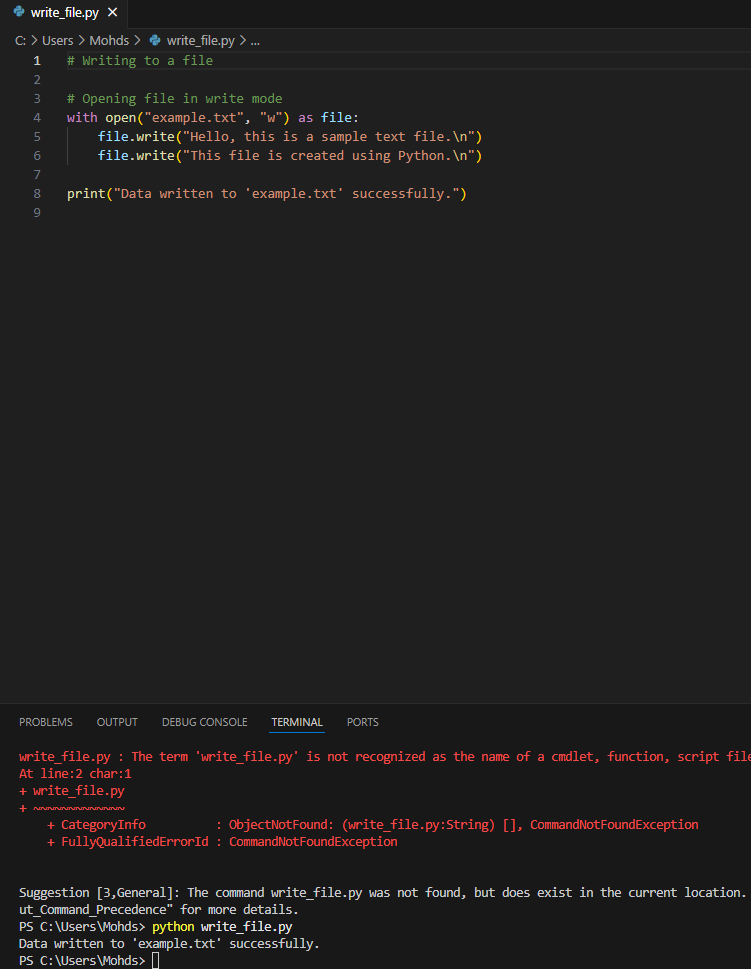 write_file.py ×
C: > Users > Mohds > write_file.py > ...
1 # Writing to a file
2
3 # Opening file in write mode
4 with open("example.txt", "w") as file:
5     file.write("Hello, this is a sample text file.\n")
6     file.write("This file is created using Python.\n")
7
8 print("Data written to 'example.txt' successfully.")
9
PROBLEMS OUTPUT DEBUG CONSOLE TERMINAL PORTS
write_file.py : The term 'write_file.py' is not recognized as the name of a cmdlet, function, script file
At line:2 char:1
+ write_file.py
+ ~~~~~~~~~~~~~
    + CategoryInfo          : ObjectNotFound: (write_file.py:String) [], CommandNotFoundException
    + FullyQualifiedErrorId : CommandNotFoundException
Suggestion [3,General]: The command write_file.py was not found, but does exist in the current location.
ut_Command_Precedence" for more details.
PS C:\Users\Mohds> python write_file.py
Data written to 'example.txt' successfully.
PS C:\Users\Mohds>